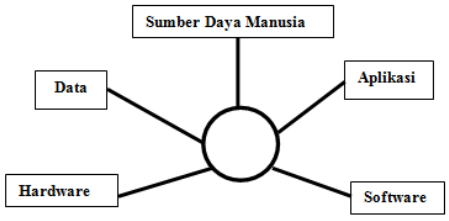 Sumber Daya Manusia
Data
Aplikasi
Hardware
Software